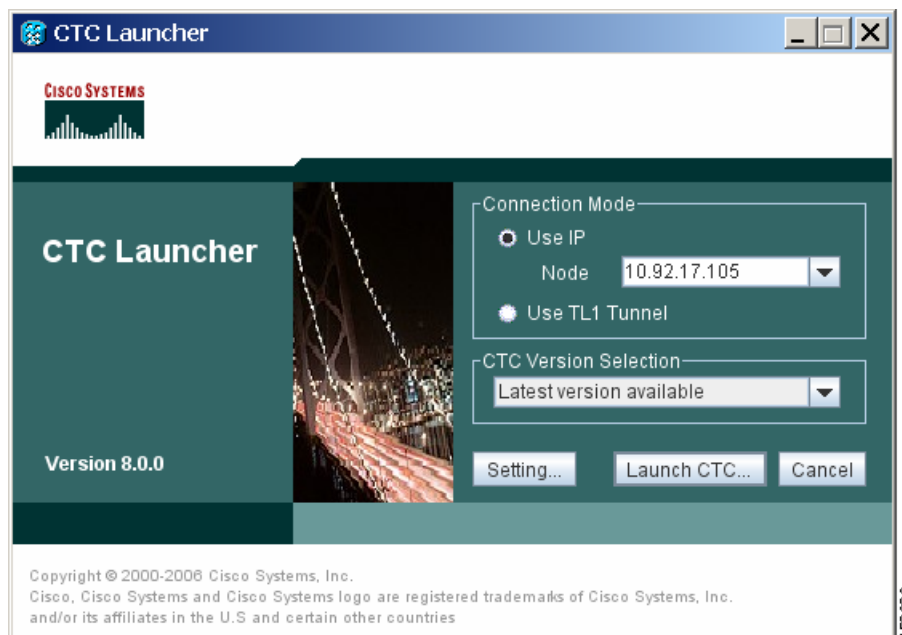 CTC Launcher
CISCO SYSTEMS
CTC Launcher
Version 8.0.0
Connection Mode
Use IP
Node 10.92.17.105
Use TL1 Tunnel
CTC Version Selection
Latest version available
Setting... Launch CTC... Cancel
Copyright © 2000-2006 Cisco Systems, Inc.
Cisco, Cisco Systems and Cisco Systems logo are registered trademarks of Cisco Systems, Inc.
and/or its affiliates in the U.S and certain other countries